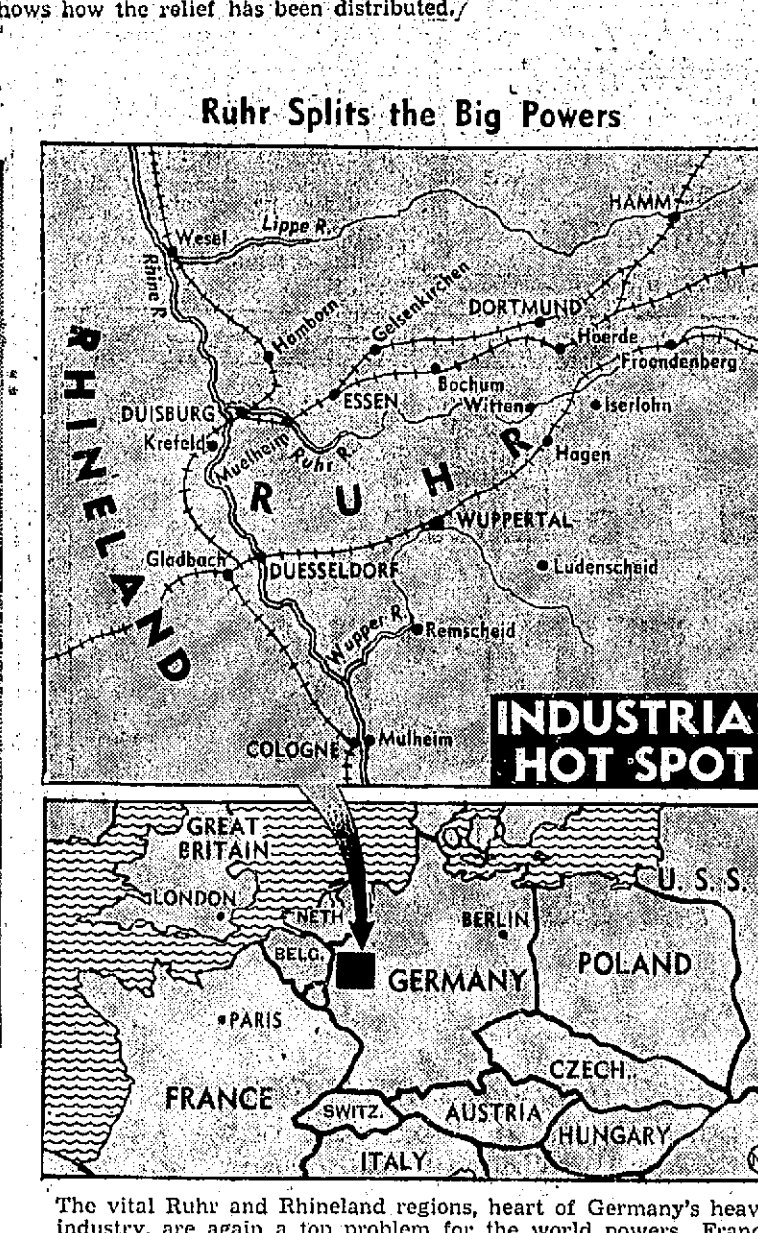 hows how the relief has been distributed./
Ruhr Splits the Big Powers
HAMM
Lippe R.
Wesel
Rhine R.
Gelsenkirchen
Hamborn
DORTMUND
Hoerde
Froendenberg
Bochum
ESSEN
Witten
Iserlohn
DUISBURG
Krefeld
Muelheim
Ruhr R.
Hagen
RHINELAND
RUHR
WUPPERTAL
Gladbach
DUESSELDORF
Ludenscheid
Wupper R.
Remscheid
COLOGNE
Mulheim
INDUSTRIA
HOT SPOT
GREAT
BRITAIN
U. S. S.
LONDON
NETH
BERLIN
BELG.
GERMANY
POLAND
PARIS
CZECH.
FRANCE
SWITZ.
AUSTRIA
HUNGARY
ITALY
The vital Ruhr and Rhineland regions, heart of Germany's heav
industry, are again a top problem for the world powers. Franc